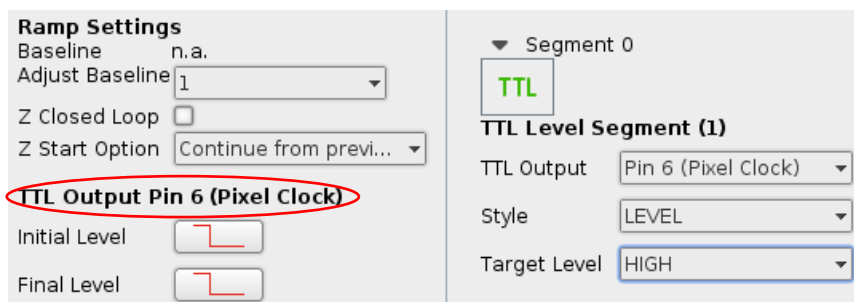 Ramp Settings
Baseline n.a.
Adjust Baseline 1
Z Closed Loop
Z Start Option Continue from previ...
TTL Output Pin 6 (Pixel Clock)
Initial Level
Final Level
Segment 0
TTL
TTL Level Segment (1)
TTL Output Pin 6 (Pixel Clock)
Style LEVEL
Target Level HIGH